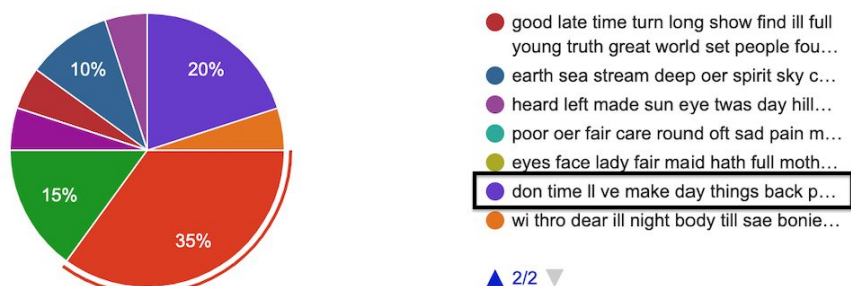 20%
10%
15%
35%
good late time turn long show find ill full
young truth great world set people fou...
earth sea stream deep oer spirit sky c...
heard left made sun eye twas day hill...
poor oer fair care round oft sad pain m...
eyes face lady fair maid hath full moth...
don time ll ve make day things back p...
wi thro dear ill night body till sae bonie...
2/2